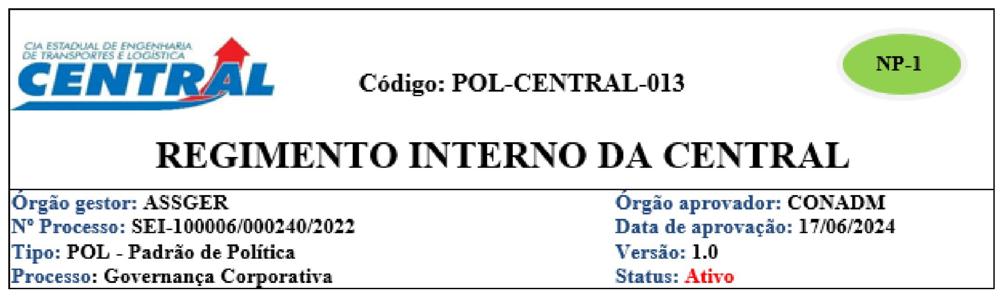 CIA ESTADUAL DE ENGENHARIA
DE TRANSPORTES E LOGÍSTICA
CENTRAL
Código: POL-CENTRAL-013
NP-1
REGIMENTO INTERNO DA CENTRAL
Órgão gestor: ASSGER
Órgão aprovador: CONADM
Nº Processo: SEI-100006/000240/2022
Data de aprovação: 17/06/2024
Tipo: POL - Padrão de Política
Versão: 1.0
Processo: Governança Corporativa
Status: Ativo